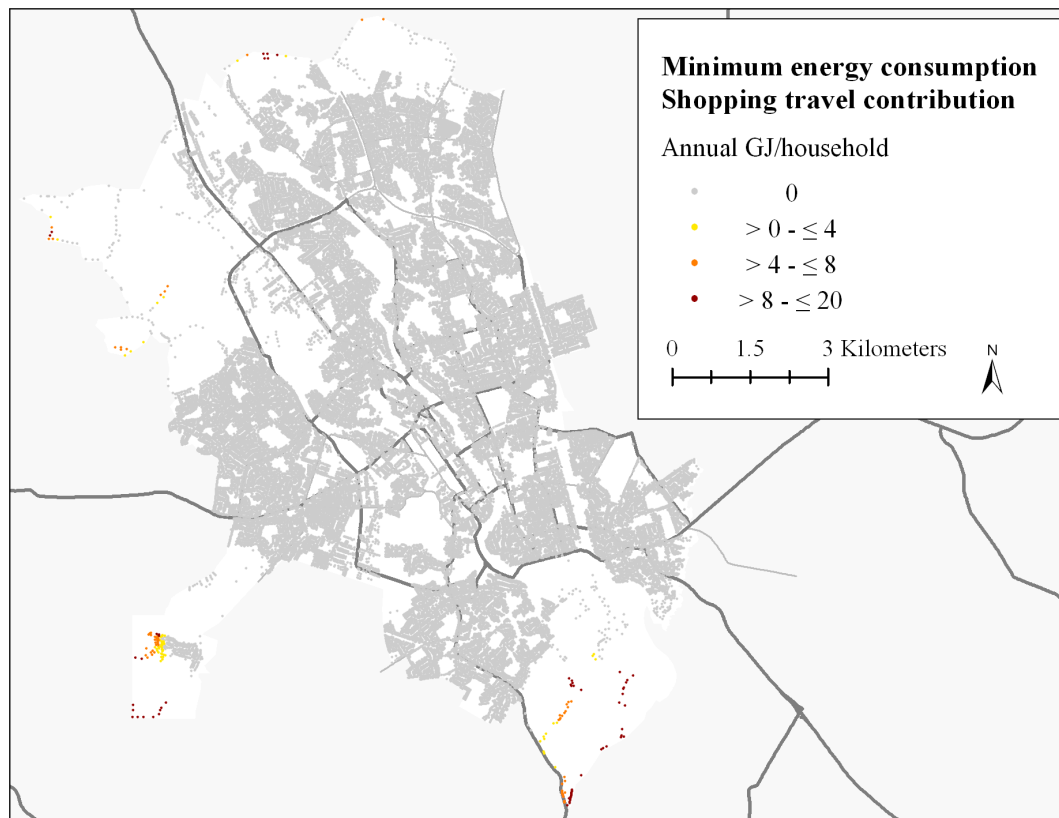 Minimum energy consumption
Shopping travel contribution
Annual GJ/household
0
> 0 - ≤ 4
> 4 - ≤ 8
> 8 - ≤ 20
0 1.5 3 Kilometers
N